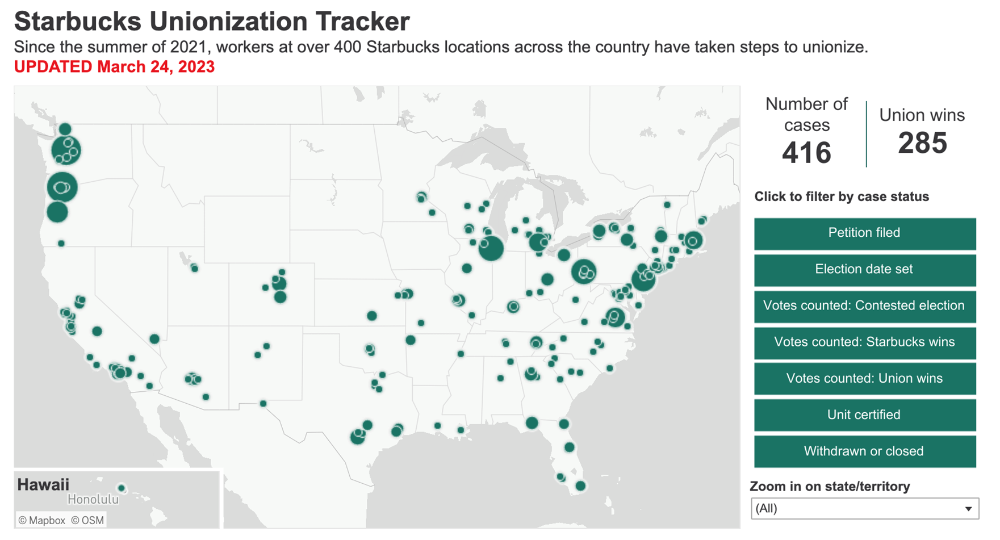 Starbucks Unionization Tracker
Since the summer of 2021, workers at over 400 Starbucks locations across the country have taken steps to unionize.
UPDATED March 24, 2023
Number of
cases
416
Union wins
285
Click to filter by case status
Petition filed
Election date set
Votes counted: Contested election
Votes counted: Starbucks wins
Votes counted: Union wins
Unit certified
Withdrawn or closed
Zoom in on state/territory
(All)
Hawaii
Honolulu
© Mapbox © OSM